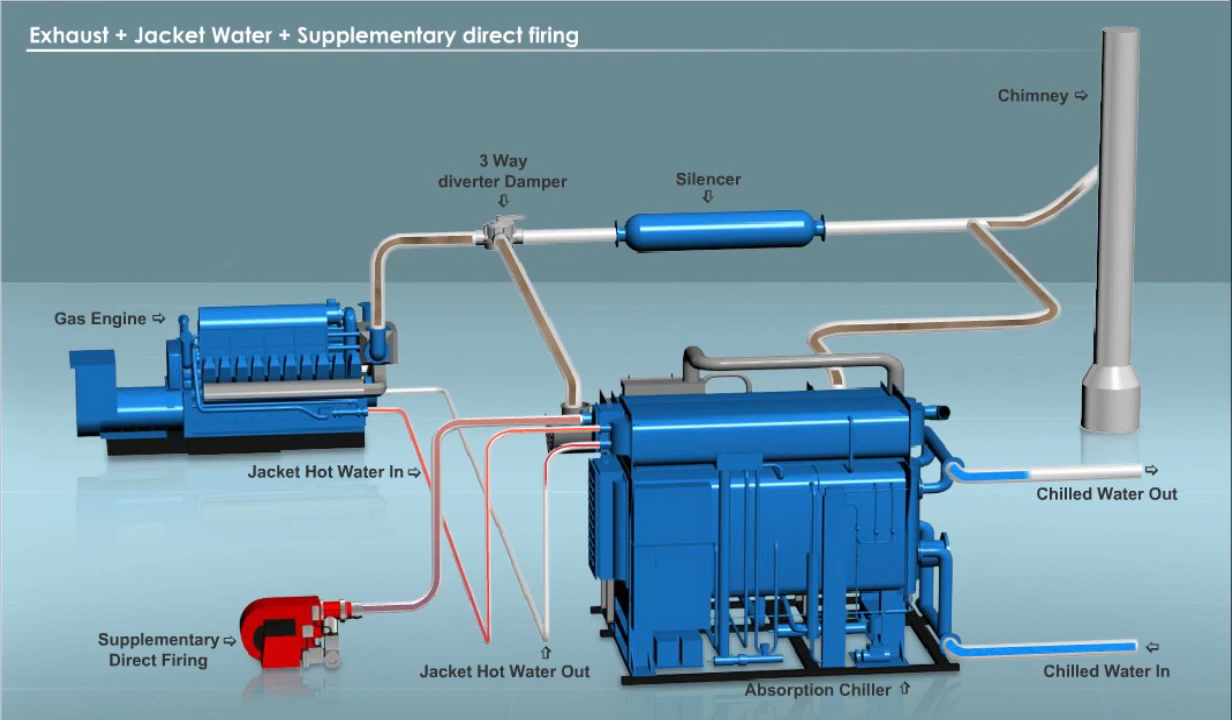 Exhaust + Jacket Water + Supplementary direct firing
Chimney
3 Way
diverter Damper
Silencer
Gas Engine
Jacket Hot Water In
Chilled Water Out
Supplementary
Direct Firing
Jacket Hot Water Out
Chilled Water In
Absorption Chiller